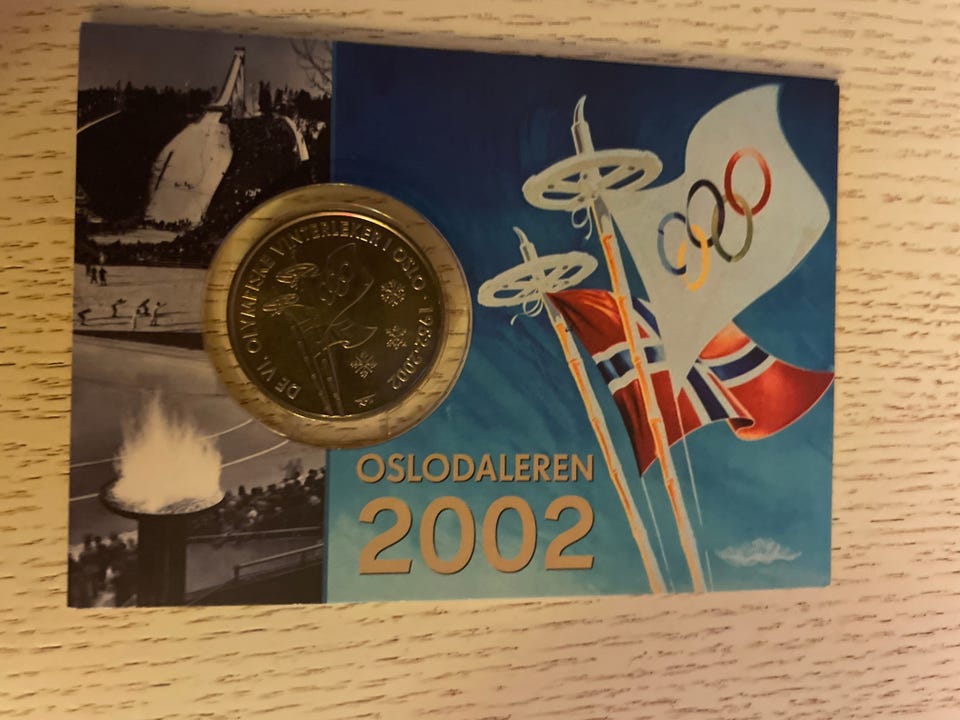 DE VI. OLYMPISKE VINTERLEKER I OSLO · 1952-2002
OSLODALEREN
2002